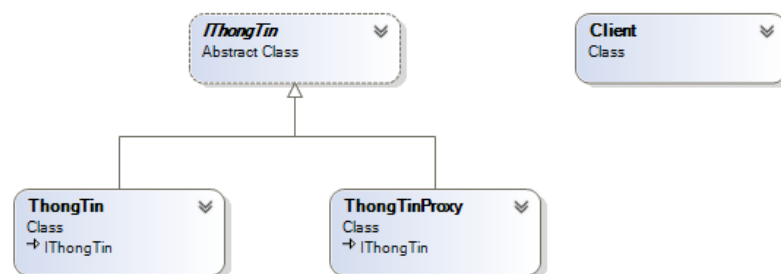 IThongTin
Abstract Class
Client
Class
ThongTin
Class
IThongTin
ThongTinProxy
Class
IThongTin